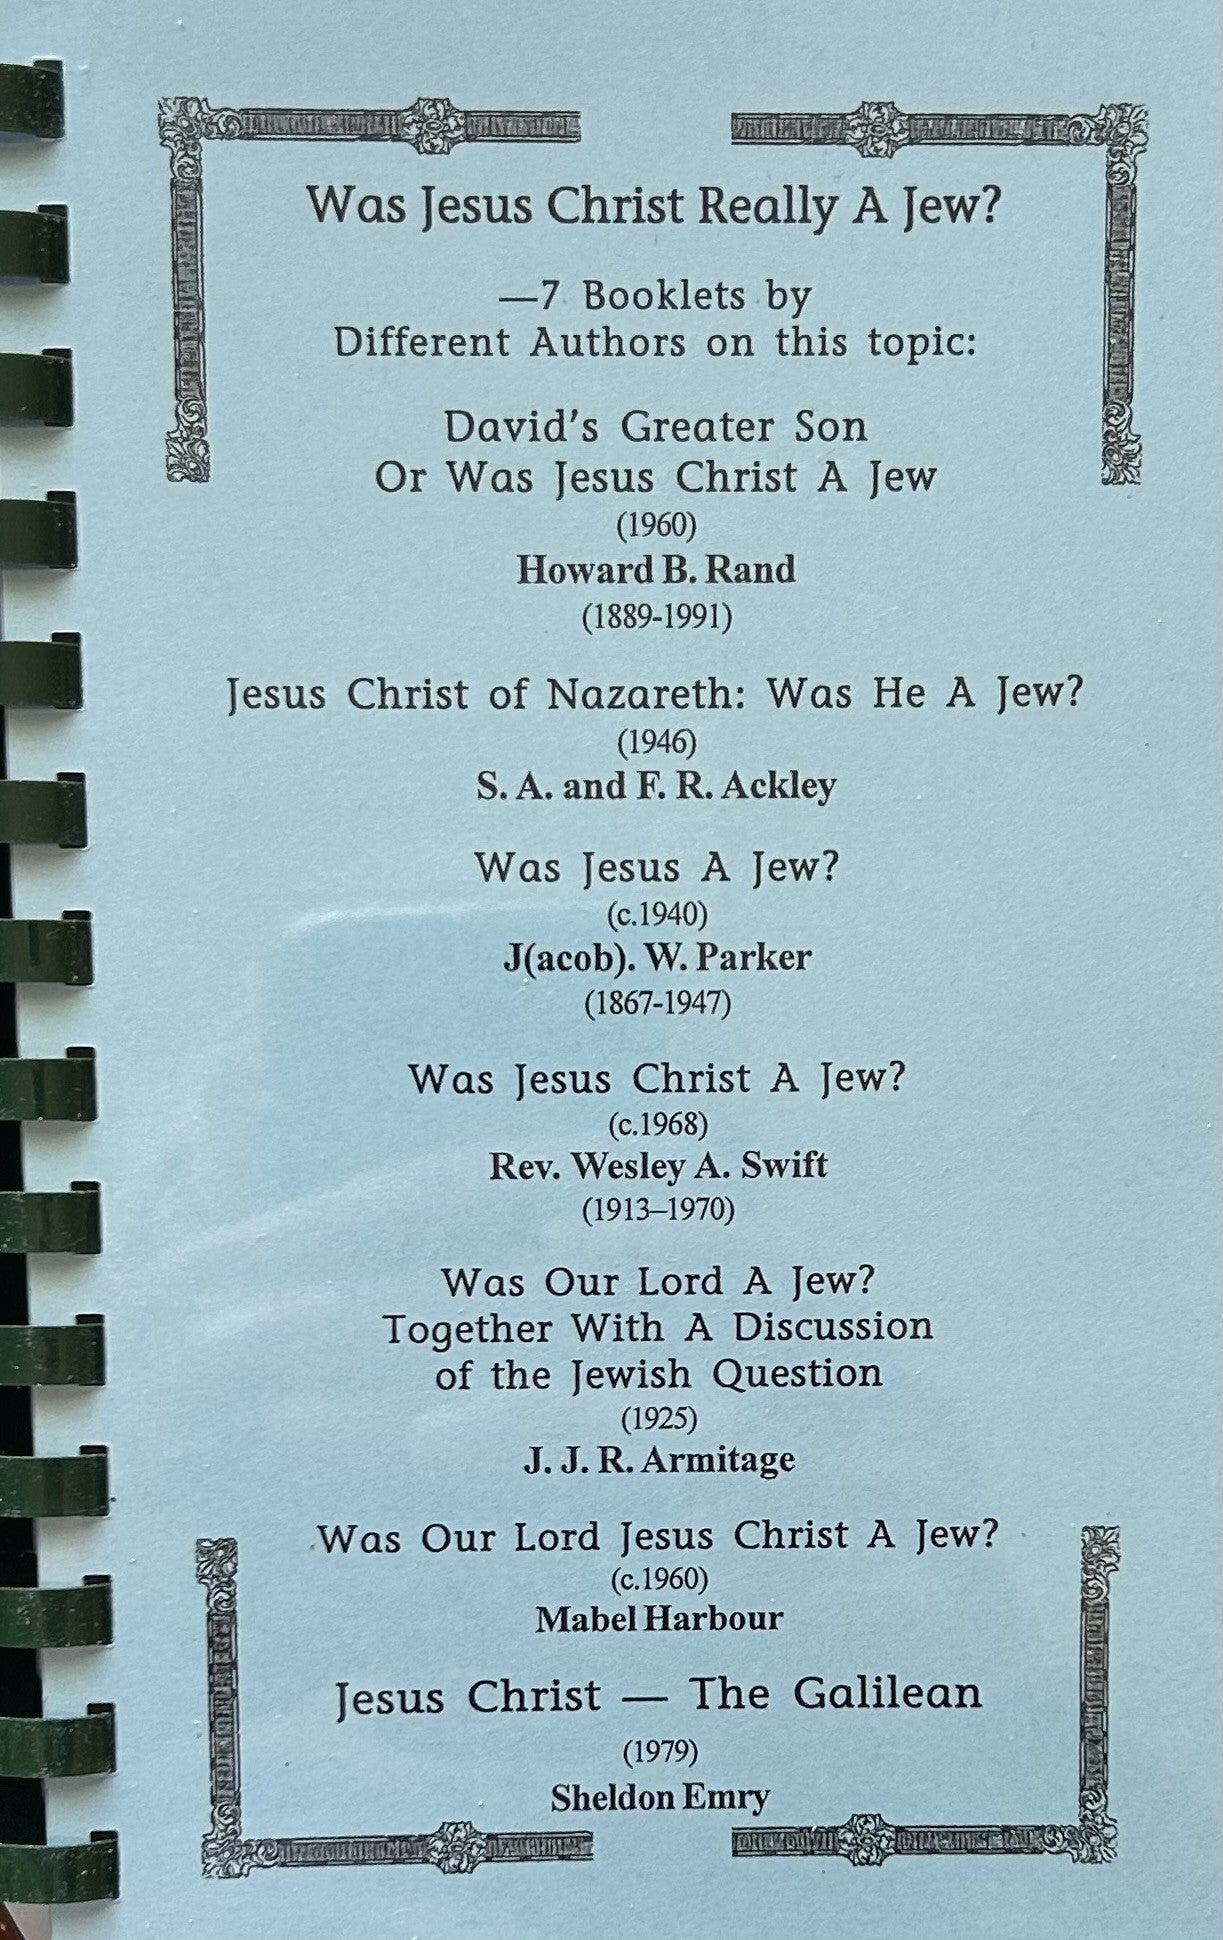 Was Jesus Christ Really A Jew?
—7 Booklets by
Different Authors on this topic:
David's Greater Son
Or Was Jesus Christ A Jew
(1960)
Howard B. Rand
(1889-1991)
Jesus Christ of Nazareth: Was He A Jew?
(1946)
S. A. and F. R. Ackley
Was Jesus A Jew?
(c.1940)
J(acob). W. Parker
(1867-1947)
Was Jesus Christ A Jew?
(c.1968)
Rev. Wesley A. Swift
(1913–1970)
Was Our Lord A Jew?
Together With A Discussion
of the Jewish Question
(1925)
J. J. R. Armitage
Was Our Lord Jesus Christ A Jew?
(c.1960)
Mabel Harbour
Jesus Christ — The Galilean
(1979)
Sheldon Emry